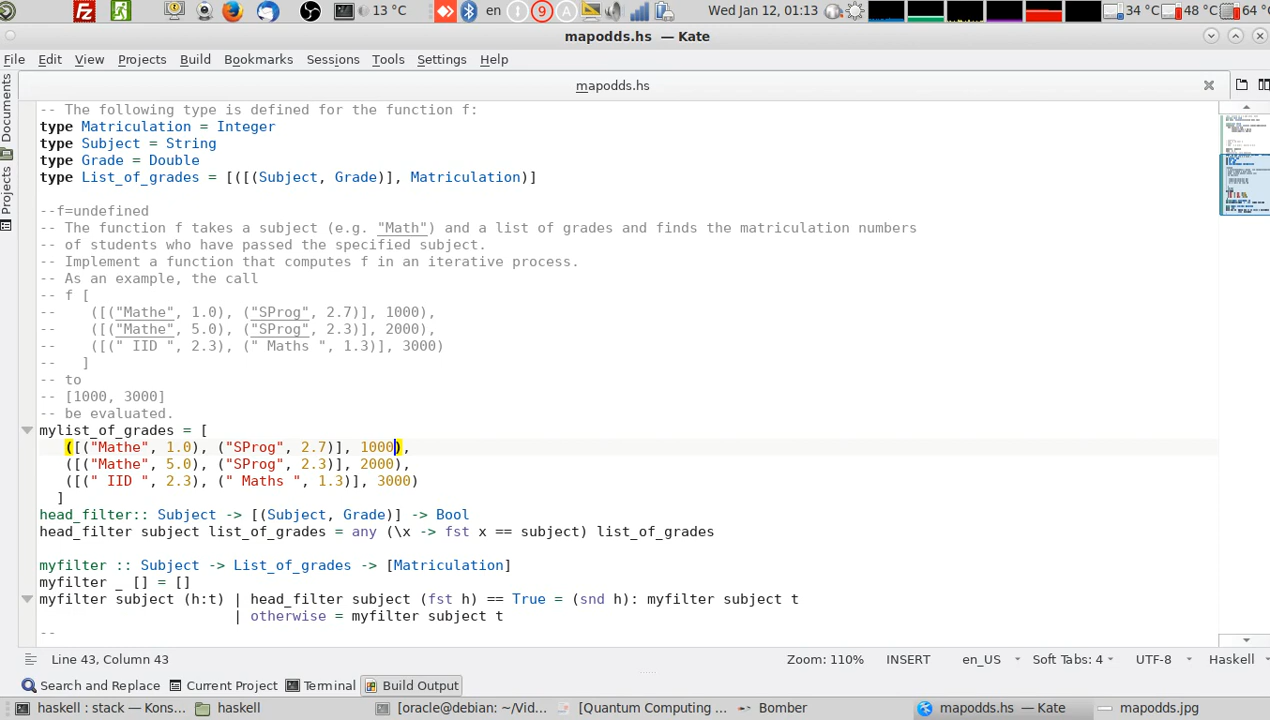 13 °C
en
9
A
Wed Jan 12, 01:13
34 °C
48 °C
64 °
mapodds.hs — Kate
File Edit View Projects Build Bookmarks Sessions Tools Settings Help
mapodds.hs
Documents
Projects
-- The following type is defined for the function f:
type Matriculation = Integer
type Subject = String
type Grade = Double
type List_of_grades = [([(Subject, Grade)], Matriculation)]
--f=undefined
-- The function f takes a subject (e.g. "Math") and a list of grades and finds the matriculation numbers
-- of students who have passed the specified subject.
-- Implement a function that computes f in an iterative process.
-- As an example, the call
-- f [
--    ([("Mathe", 1.0), ("SProg", 2.7)], 1000),
--    ([("Mathe", 5.0), ("SProg", 2.3)], 2000),
--    ([(" IID ", 2.3), (" Maths ", 1.3)], 3000)
--   ]
-- to
-- [1000, 3000]
-- be evaluated.
mylist_of_grades = [
   ([("Mathe", 1.0), ("SProg", 2.7)], 1000),
   ([("Mathe", 5.0), ("SProg", 2.3)], 2000),
   ([(" IID ", 2.3), (" Maths ", 1.3)], 3000)
  ]
head_filter:: Subject -> [(Subject, Grade)] -> Bool
head_filter subject list_of_grades = any (\x -> fst x == subject) list_of_grades
myfilter :: Subject -> List_of_grades -> [Matriculation]
myfilter _ [] = []
myfilter subject (h:t) | head_filter subject (fst h) == True = (snd h): myfilter subject t
                       | otherwise = myfilter subject t
--
Line 43, Column 43 Zoom: 110% INSERT en_US Soft Tabs: 4 UTF-8 Haskell
Search and Replace Current Project Terminal Build Output
haskell : stack — Kons... haskell [oracle@debian: ~/Vid... [Quantum Computing ... Bomber mapodds.hs — Kate mapodds.jpg